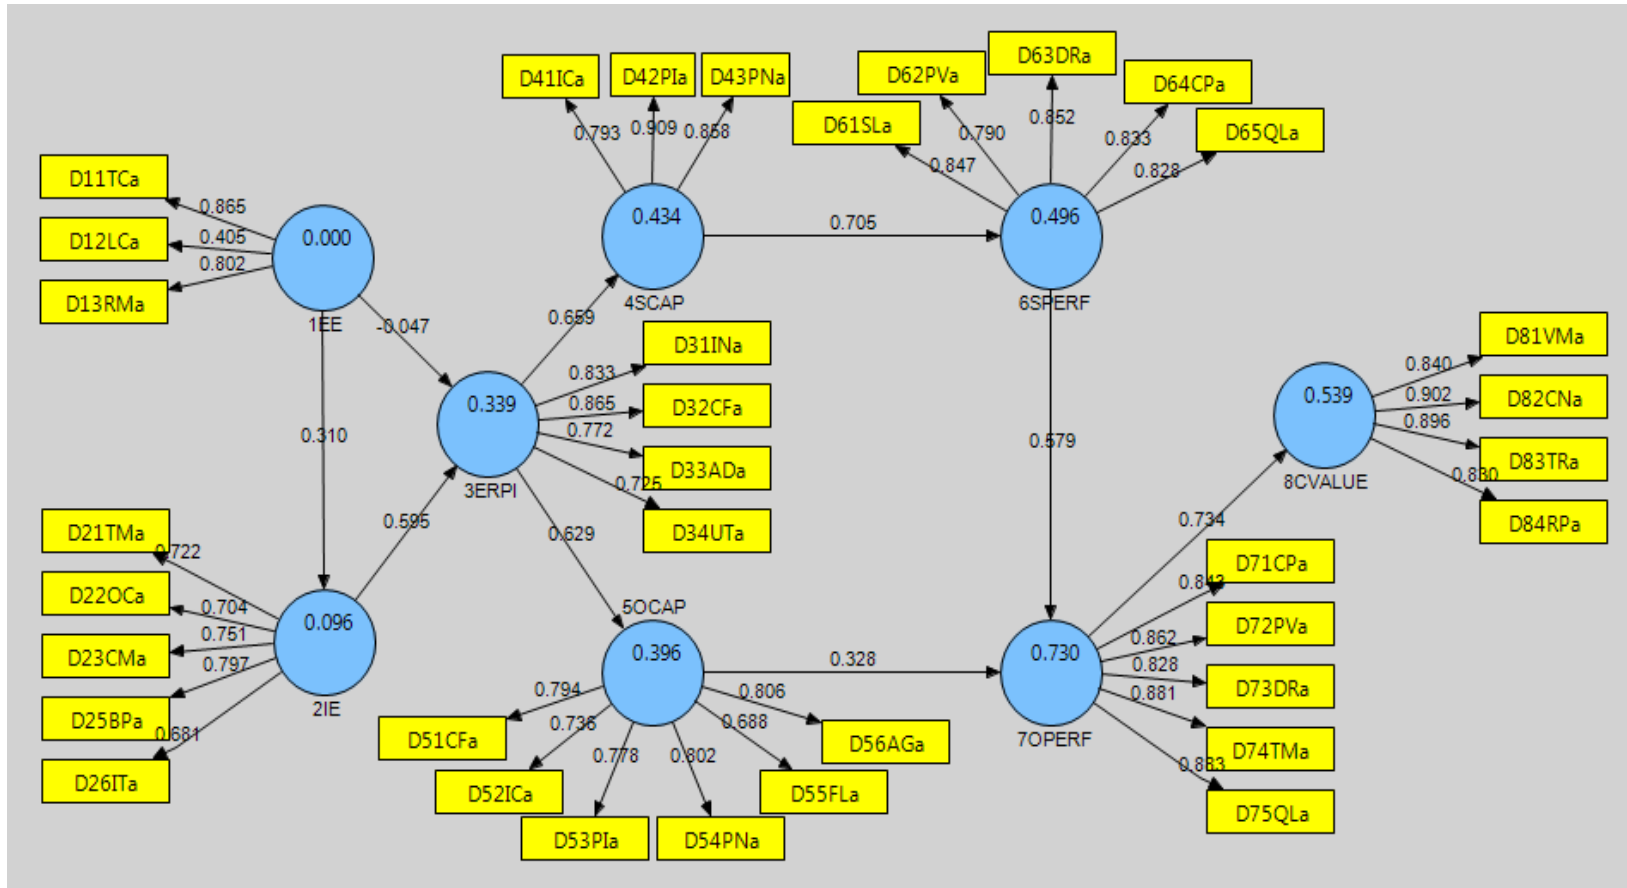 D11TCa
D12LCa
D13RMa
0.865
0.405
0.802
0.000
1EE
-0.047
0.310
D21TMa
D22OCa
D23CMa
D25BPa
D26ITa
0.722
0.704
0.751
0.797
0.681
0.096
2IE
0.595
0.339
3ERPI
0.659
0.629
D31INa
D32CFa
D33ADa
D34UTa
0.833
0.865
0.772
0.725
D41ICa
D42PIa
D43PNa
0.793
0.909
0.858
0.434
4SCAP
0.705
5OCAP
0.396
0.328
0.794
0.736
0.778
0.802
0.688
0.806
D51CFa
D52ICa
D53PIa
D54PNa
D55FLa
D56AGa
D61SLa
D62PVa
D63DRa
D64CPa
D65QLa
0.847
0.790
0.852
0.833
0.828
0.496
6SPERF
0.579
0.730
7OPERF
0.734
D71CPa
D72PVa
D73DRa
D74TMa
D75QLa
0.843
0.862
0.828
0.881
0.883
0.539
8CVALUE
0.840
0.902
0.896
0.830
D81VMa
D82CNa
D83TRa
D84RPa